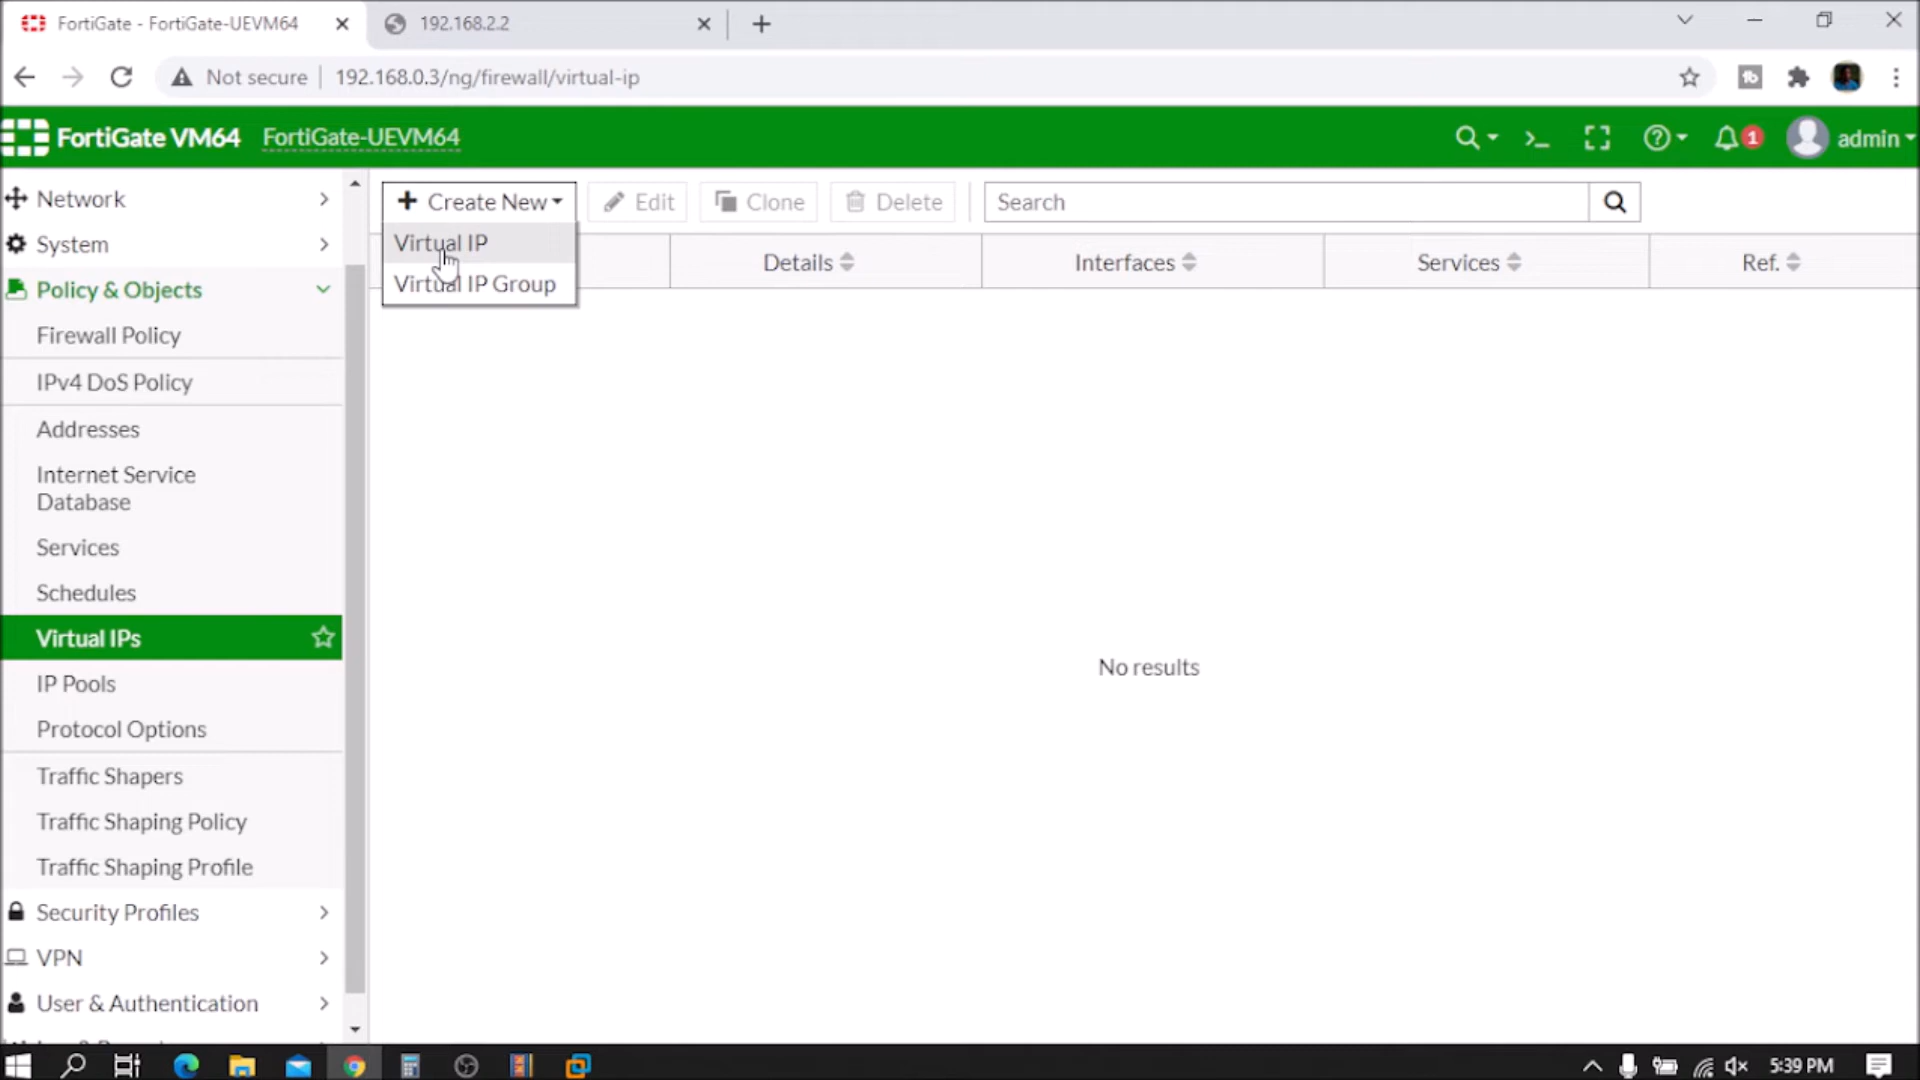 FortiGate - FortiGate-UEVM64
192.168.2.2
Not secure
192.168.0.3/ng/firewall/virtual-ip
FortiGate VM64
FortiGate-UEVM64
1
admin
Network
System
Policy & Objects
Firewall Policy
IPv4 DoS Policy
Addresses
Internet Service
Database
Services
Schedules
Virtual IPs
IP Pools
Protocol Options
Traffic Shapers
Traffic Shaping Policy
Traffic Shaping Profile
Security Profiles
VPN
User & Authentication
Create New
Edit
Clone
Delete
Search
Virtual IP
Virtual IP Group
Details
Interfaces
Services
Ref.
No results
5:39 PM